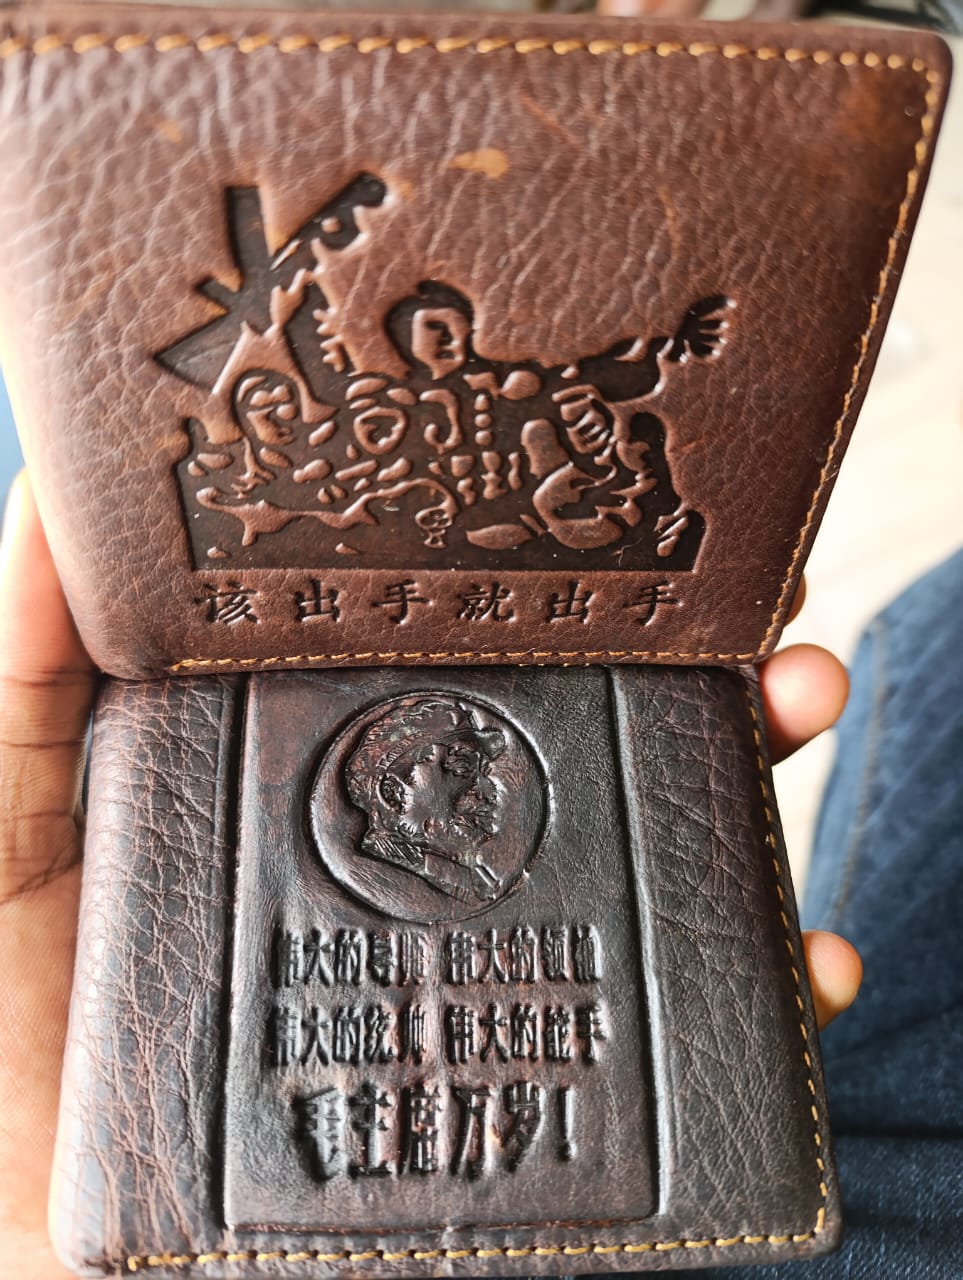 该出手就出手
伟大的导师 伟大的领袖
伟大的统帅 伟大的舵手
毛主席万岁！